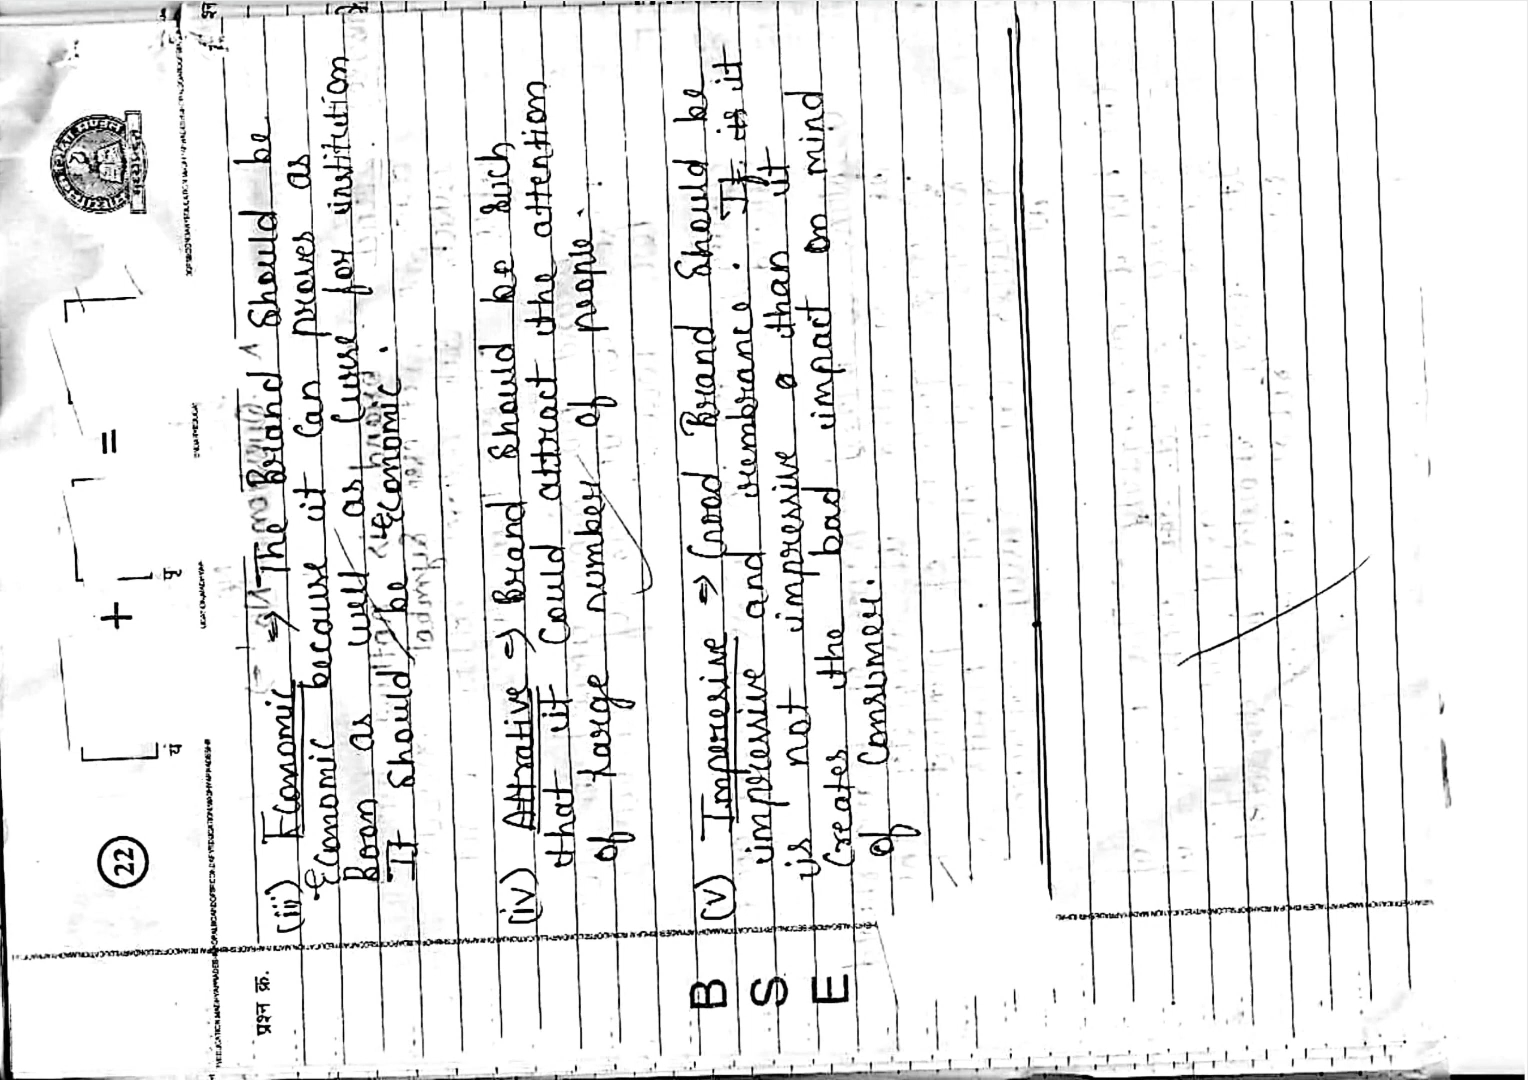 22
+ =
प्रश्न क्र.
(iii) Economic ⇒ The Brand should be
Economic because it can proves as
Boon as well as curse for institution
It should be Economic.
(iv) Attrative ⇒ Brand should be such
that it could attract the attention
of large number of people.
(v) Imperesive ⇒ Good Brand should be
impressive and remembrance. If is it
is not impressive a than it
creates the bad impact on mind
of consumer.
B
S
E